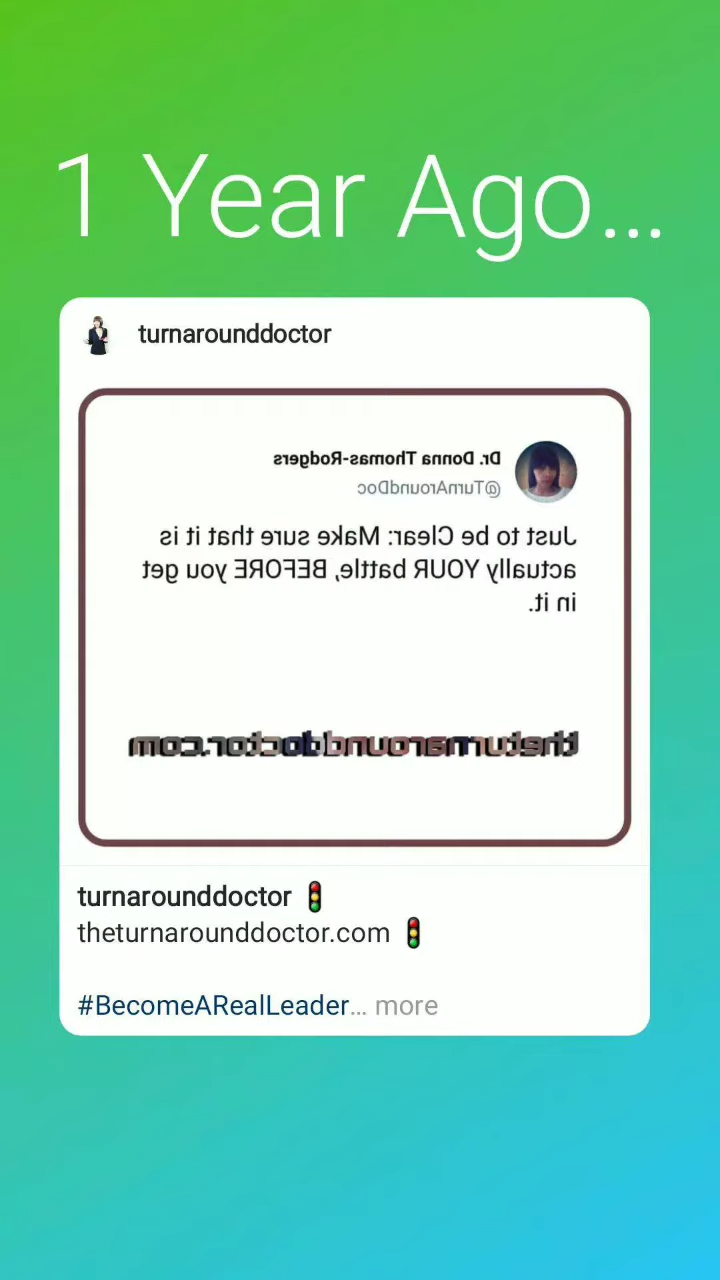 1 Year Ago...
turnarounddoctor
Dr. Donna Thomas-Rodgers
@TurnAroundDoc
Just to be Clear: Make sure that it is
actually YOUR battle, BEFORE you get
in it.
theturnarounddoctor.com
turnarounddoctor 🚦
theturnarounddoctor.com 🚦
#BecomeARealLeader... more